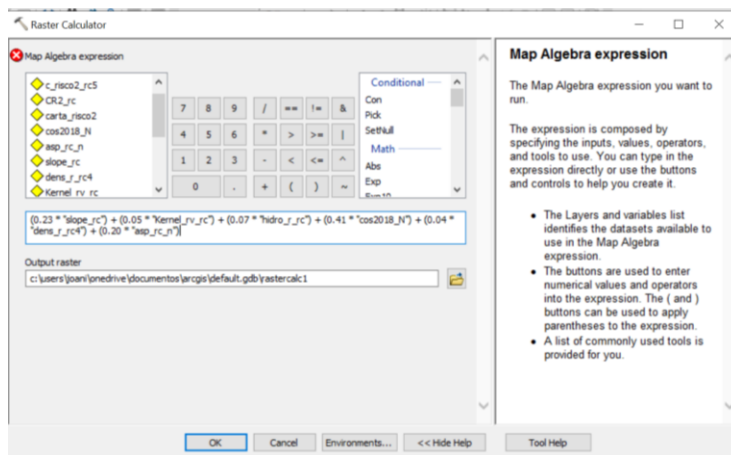 Raster Calculator
Map Algebra expression
c_risco2_rc5
CR2_rc
carta_risco2
cos2018_N
asp_rc_n
slope_rc
dens_r_rc4
Kernel_rv_rc
7 8 9 / == != &
4 5 6 * > >= |
1 2 3 - < <= ^
0 . + ( ) ~
Conditional
Con
Pick
SetNull
Math
Abs
Exp
Exp10
(0.23 * "slope_rc") + (0.05 * "Kernel_rv_rc") + (0.07 * "hidro_r_rc") + (0.41 * "cos2018_N") + (0.04 *
"dens_r_rc4") + (0.20 * "asp_rc_n")
Output raster
c:\users\joani\onedrive\documentos\arcgis\default.gdb\rastercalc1
OK Cancel Environments... << Hide Help Tool Help
Map Algebra expression
The Map Algebra expression you want to
run.
The expression is composed by
specifying the inputs, values, operators,
and tools to use. You can type in the
expression directly or use the buttons
and controls to help you create it.
• The Layers and variables list
identifies the datasets available to
use in the Map Algebra
expression.
• The buttons are used to enter
numerical values and operators
into the expression. The ( and )
buttons can be used to apply
parentheses to the expression.
• A list of commonly used tools is
provided for you.